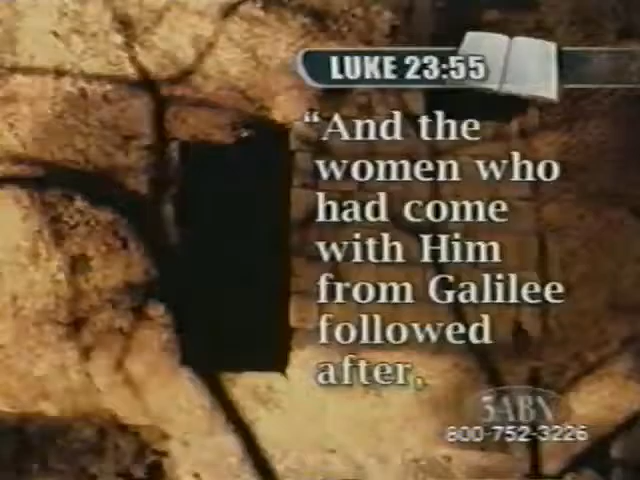 LUKE 23:55
“And the
women who
had come
with Him
from Galilee
followed
after,
3ABN
800-752-3226